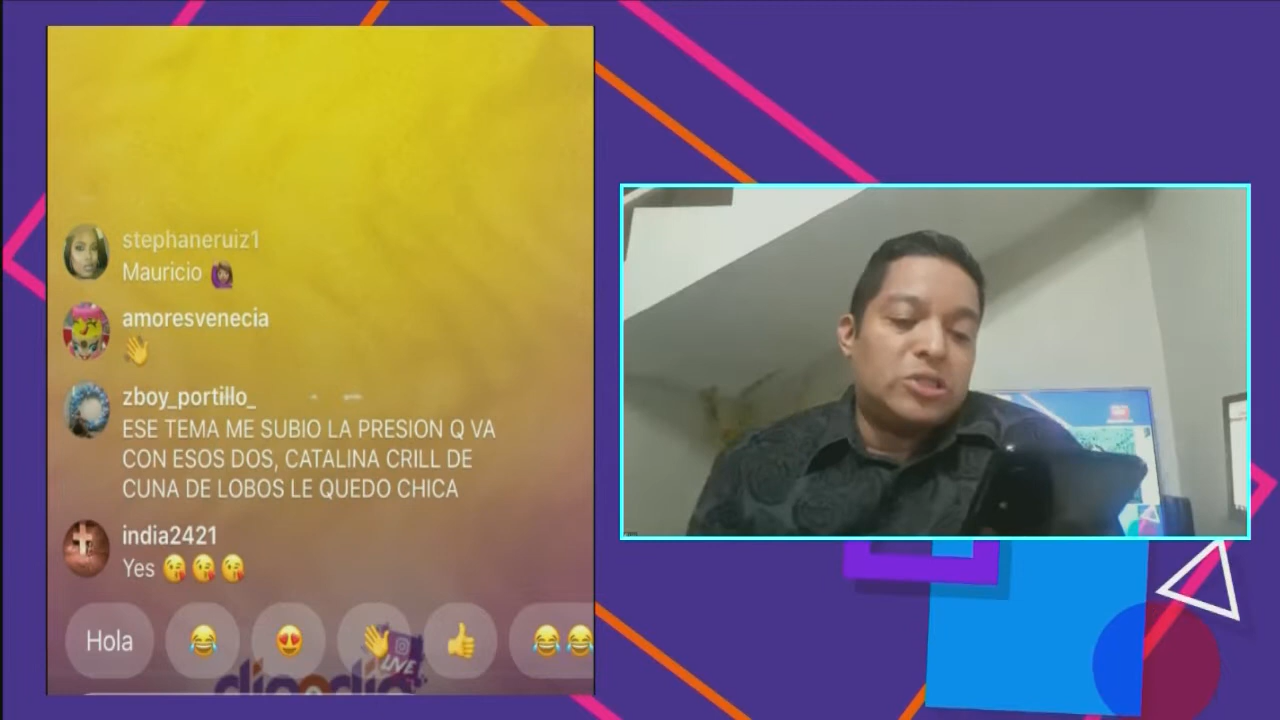 stephaneruiz1
Mauricio
amoresvenecia
zboy_portillo_
ESE TEMA ME SUBIO LA PRESION Q VA
CON ESOS DOS, CATALINA CRILL DE
CUNA DE LOBOS LE QUEDO CHICA
india2421
Yes
Hola
LIVE